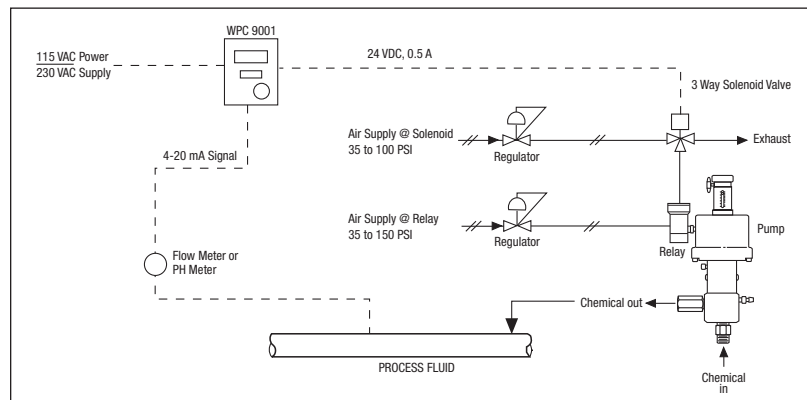 WPC 9001
115 VAC Power
230 VAC Supply
24 VDC, 0.5 A
3 Way Solenoid Valve
Air Supply @ Solenoid
35 to 100 PSI
Regulator
Exhaust
4-20 mA Signal
Air Supply @ Relay
35 to 150 PSI
Regulator
Relay
Pump
Flow Meter or
PH Meter
Chemical out
PROCESS FLUID
Chemical
in